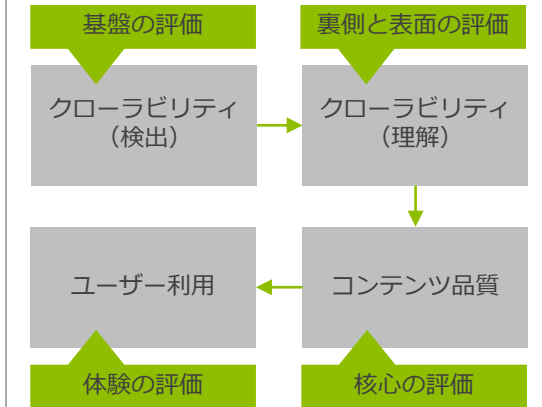 基盤の評価
裏側と表面の評価
クローラビリティ
（検出）
クローラビリティ
（理解）
ユーザー利用
コンテンツ品質
体験の評価
核心の評価